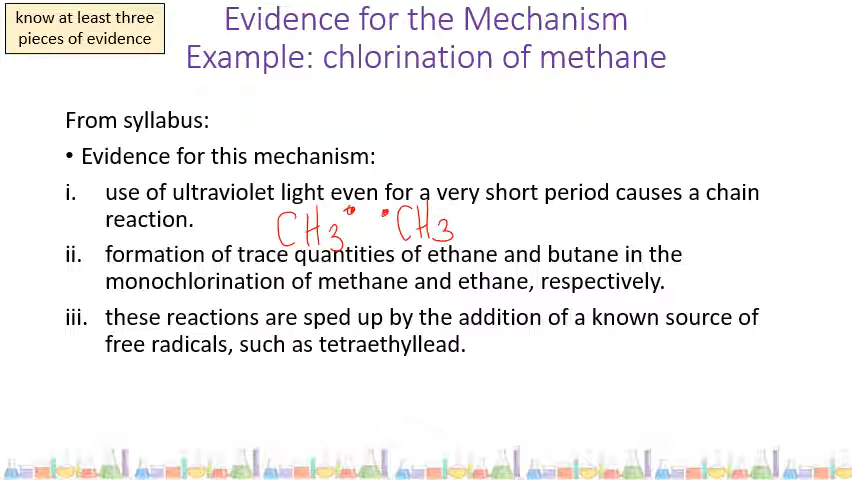 know at least three
pieces of evidence
Evidence for the Mechanism
Example: chlorination of methane
From syllabus:
• Evidence for this mechanism:
i. use of ultraviolet light even for a very short period causes a chain
reaction.
CH3• •CH3
ii. formation of trace quantities of ethane and butane in the
monochlorination of methane and ethane, respectively.
iii. these reactions are sped up by the addition of a known source of
free radicals, such as tetraethyllead.